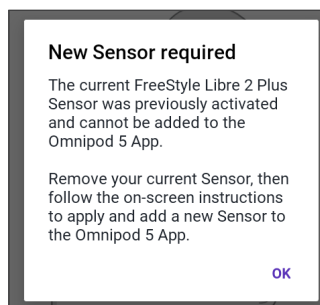 New Sensor required
The current FreeStyle Libre 2 Plus
Sensor was previously activated
and cannot be added to the
Omnipod 5 App.
Remove your current Sensor, then
follow the on-screen instructions
to apply and add a new Sensor to
the Omnipod 5 App.
OK